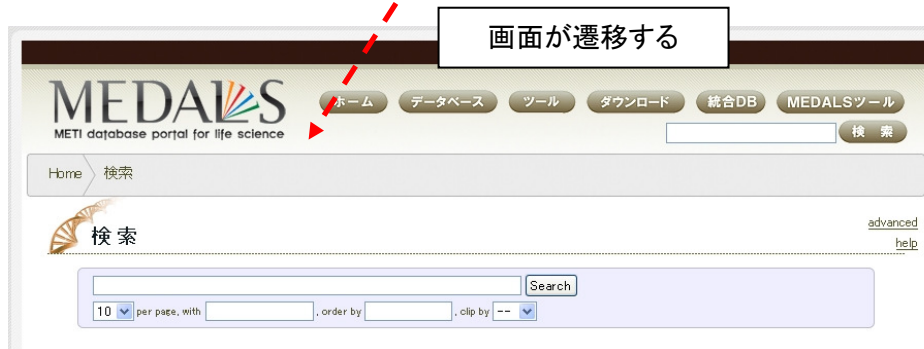 画面が遷移する
MEDALS
METI database portal for life science
ホーム データベース ツール ダウンロード 統合DB MEDALSツール
検 索
Home 検索
検 索
advanced
help
Search
10 per page, with , order by , clip by --